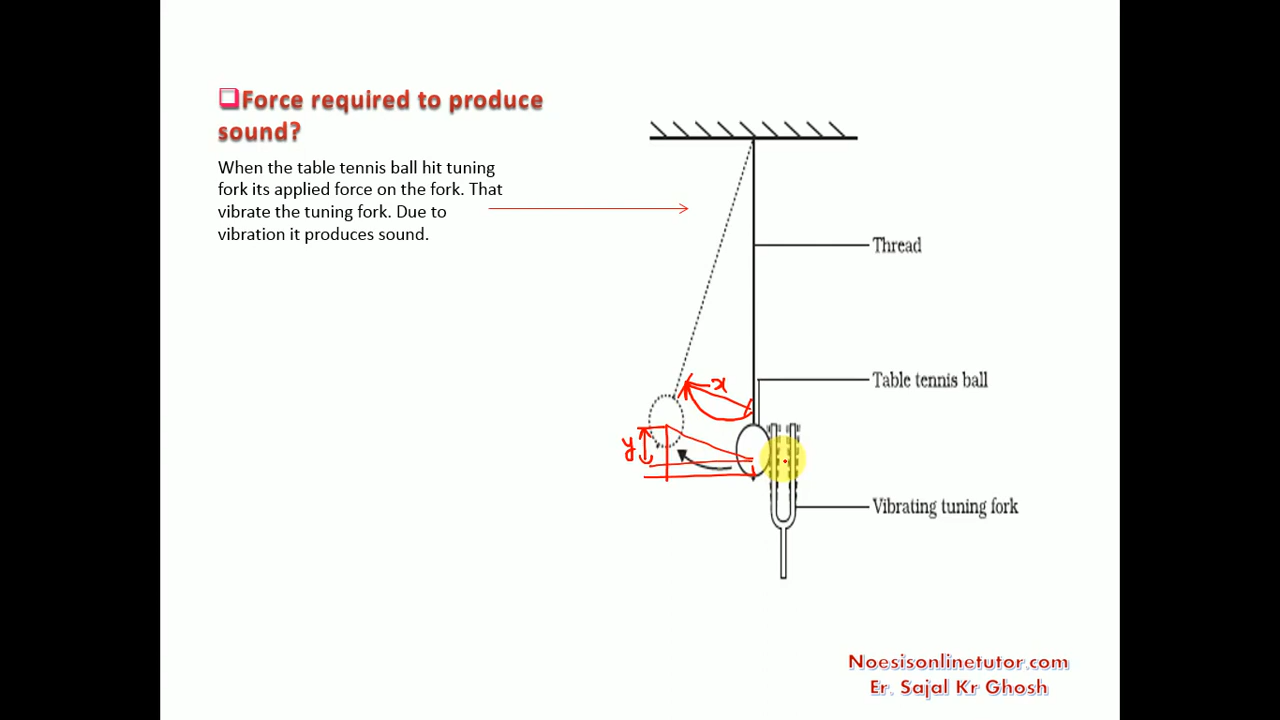 Force required to produce
sound?
When the table tennis ball hit tuning
fork its applied force on the fork. That
vibrate the tuning fork. Due to
vibration it produces sound.
Thread
x
Table tennis ball
y
Vibrating tuning fork
Noesisonlinetutor.com
Er. Sajal Kr Ghosh